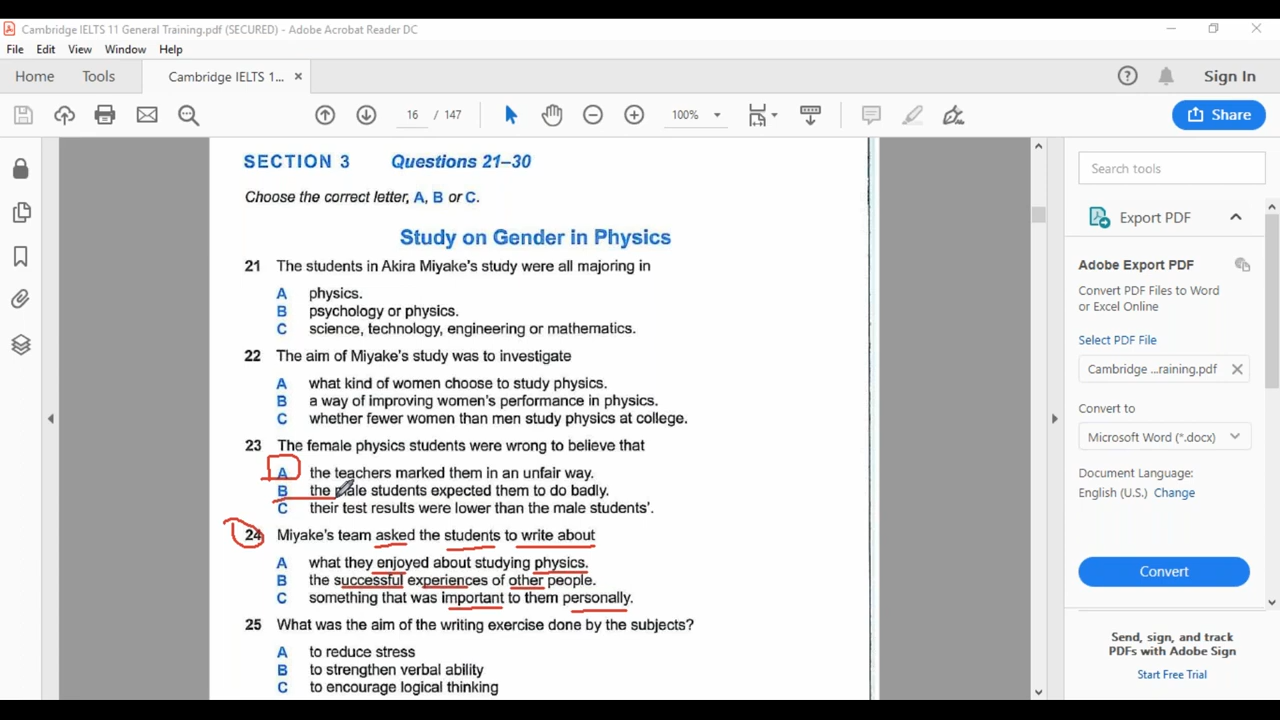 Cambridge IELTS 11 General Training.pdf (SECURED) - Adobe Acrobat Reader DC
File Edit View Window Help
Home Tools Cambridge IELTS 1... × Sign In
16 / 147 100% Share
SECTION 3 Questions 21–30
Choose the correct letter, A, B or C.
Study on Gender in Physics
21 The students in Akira Miyake's study were all majoring in
A physics.
B psychology or physics.
C science, technology, engineering or mathematics.
22 The aim of Miyake's study was to investigate
A what kind of women choose to study physics.
B a way of improving women's performance in physics.
C whether fewer women than men study physics at college.
23 The female physics students were wrong to believe that
A the teachers marked them in an unfair way.
B the male students expected them to do badly.
C their test results were lower than the male students'.
24 Miyake's team asked the students to write about
A what they enjoyed about studying physics.
B the successful experiences of other people.
C something that was important to them personally.
25 What was the aim of the writing exercise done by the subjects?
A to reduce stress
B to strengthen verbal ability
C to encourage logical thinking
Search tools
Export PDF
Adobe Export PDF
Convert PDF Files to Word
or Excel Online
Select PDF File
Cambridge ...raining.pdf
Convert to
Microsoft Word (*.docx)
Document Language:
English (U.S.) Change
Convert
Send, sign, and track
PDFs with Adobe Sign
Start Free Trial